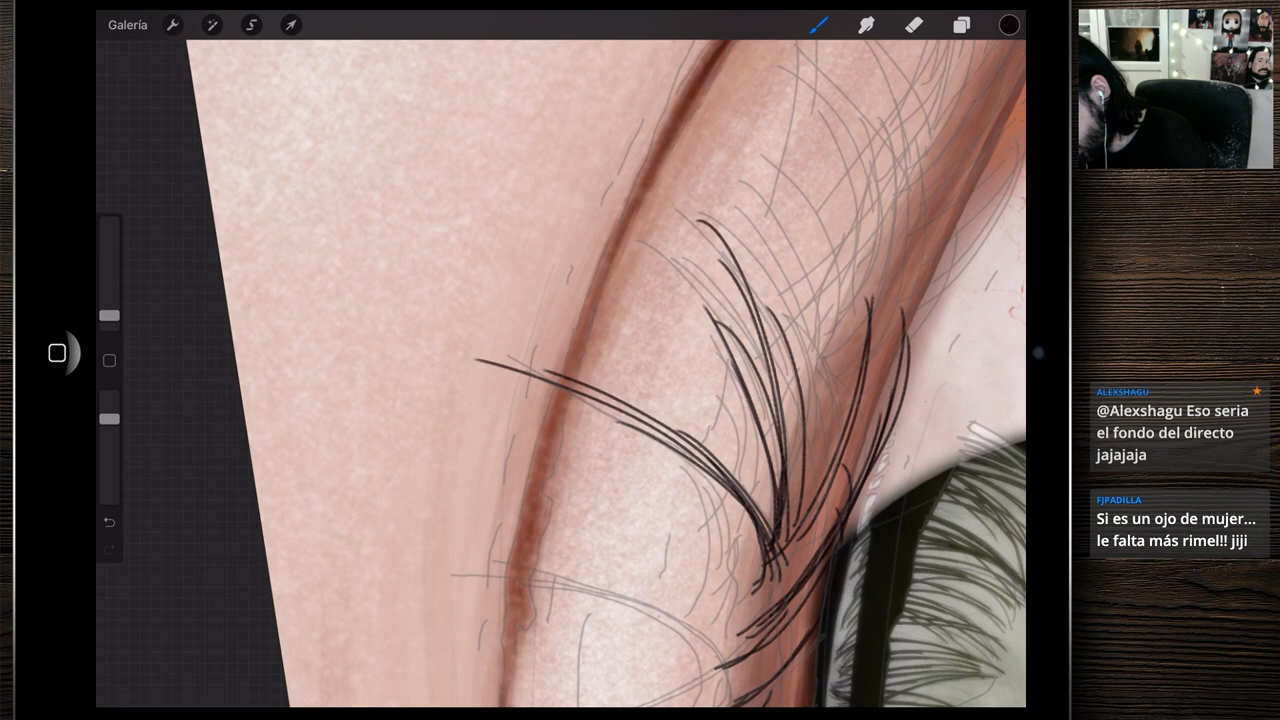 Galería
ALEXSHAGU
@Alexshagu Eso seria
el fondo del directo
jajajaja
FJPADILLA
Si es un ojo de mujer...
le falta más rimel!! jiji